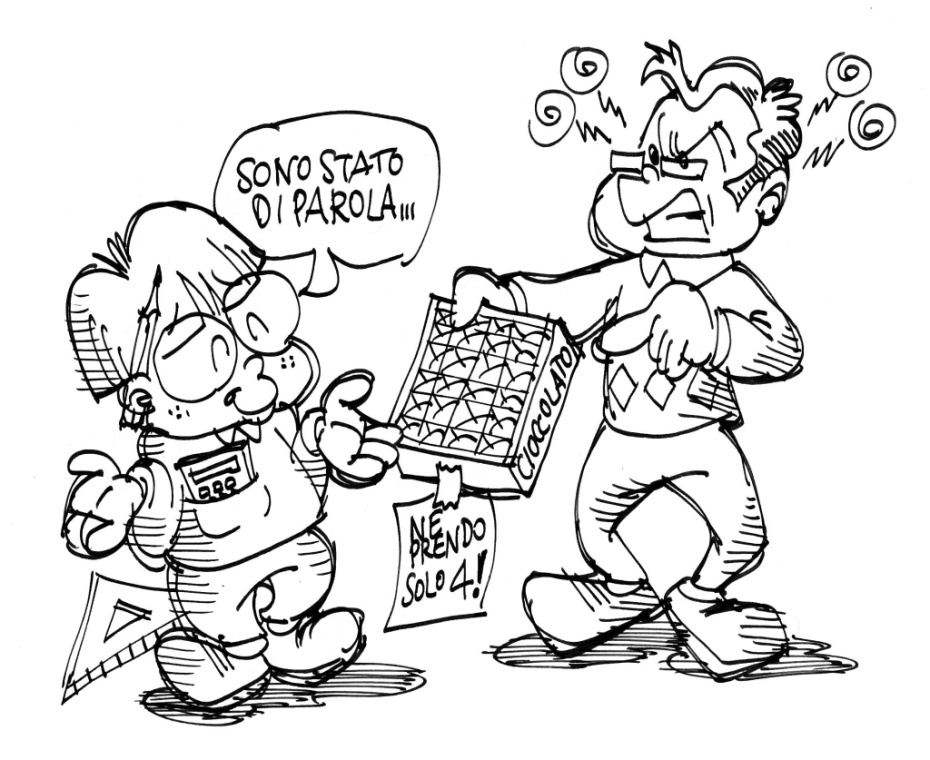 SONO STATO
DI PAROLA...
CIOCCOLATO
NE
PRENDO
SOLO 4!